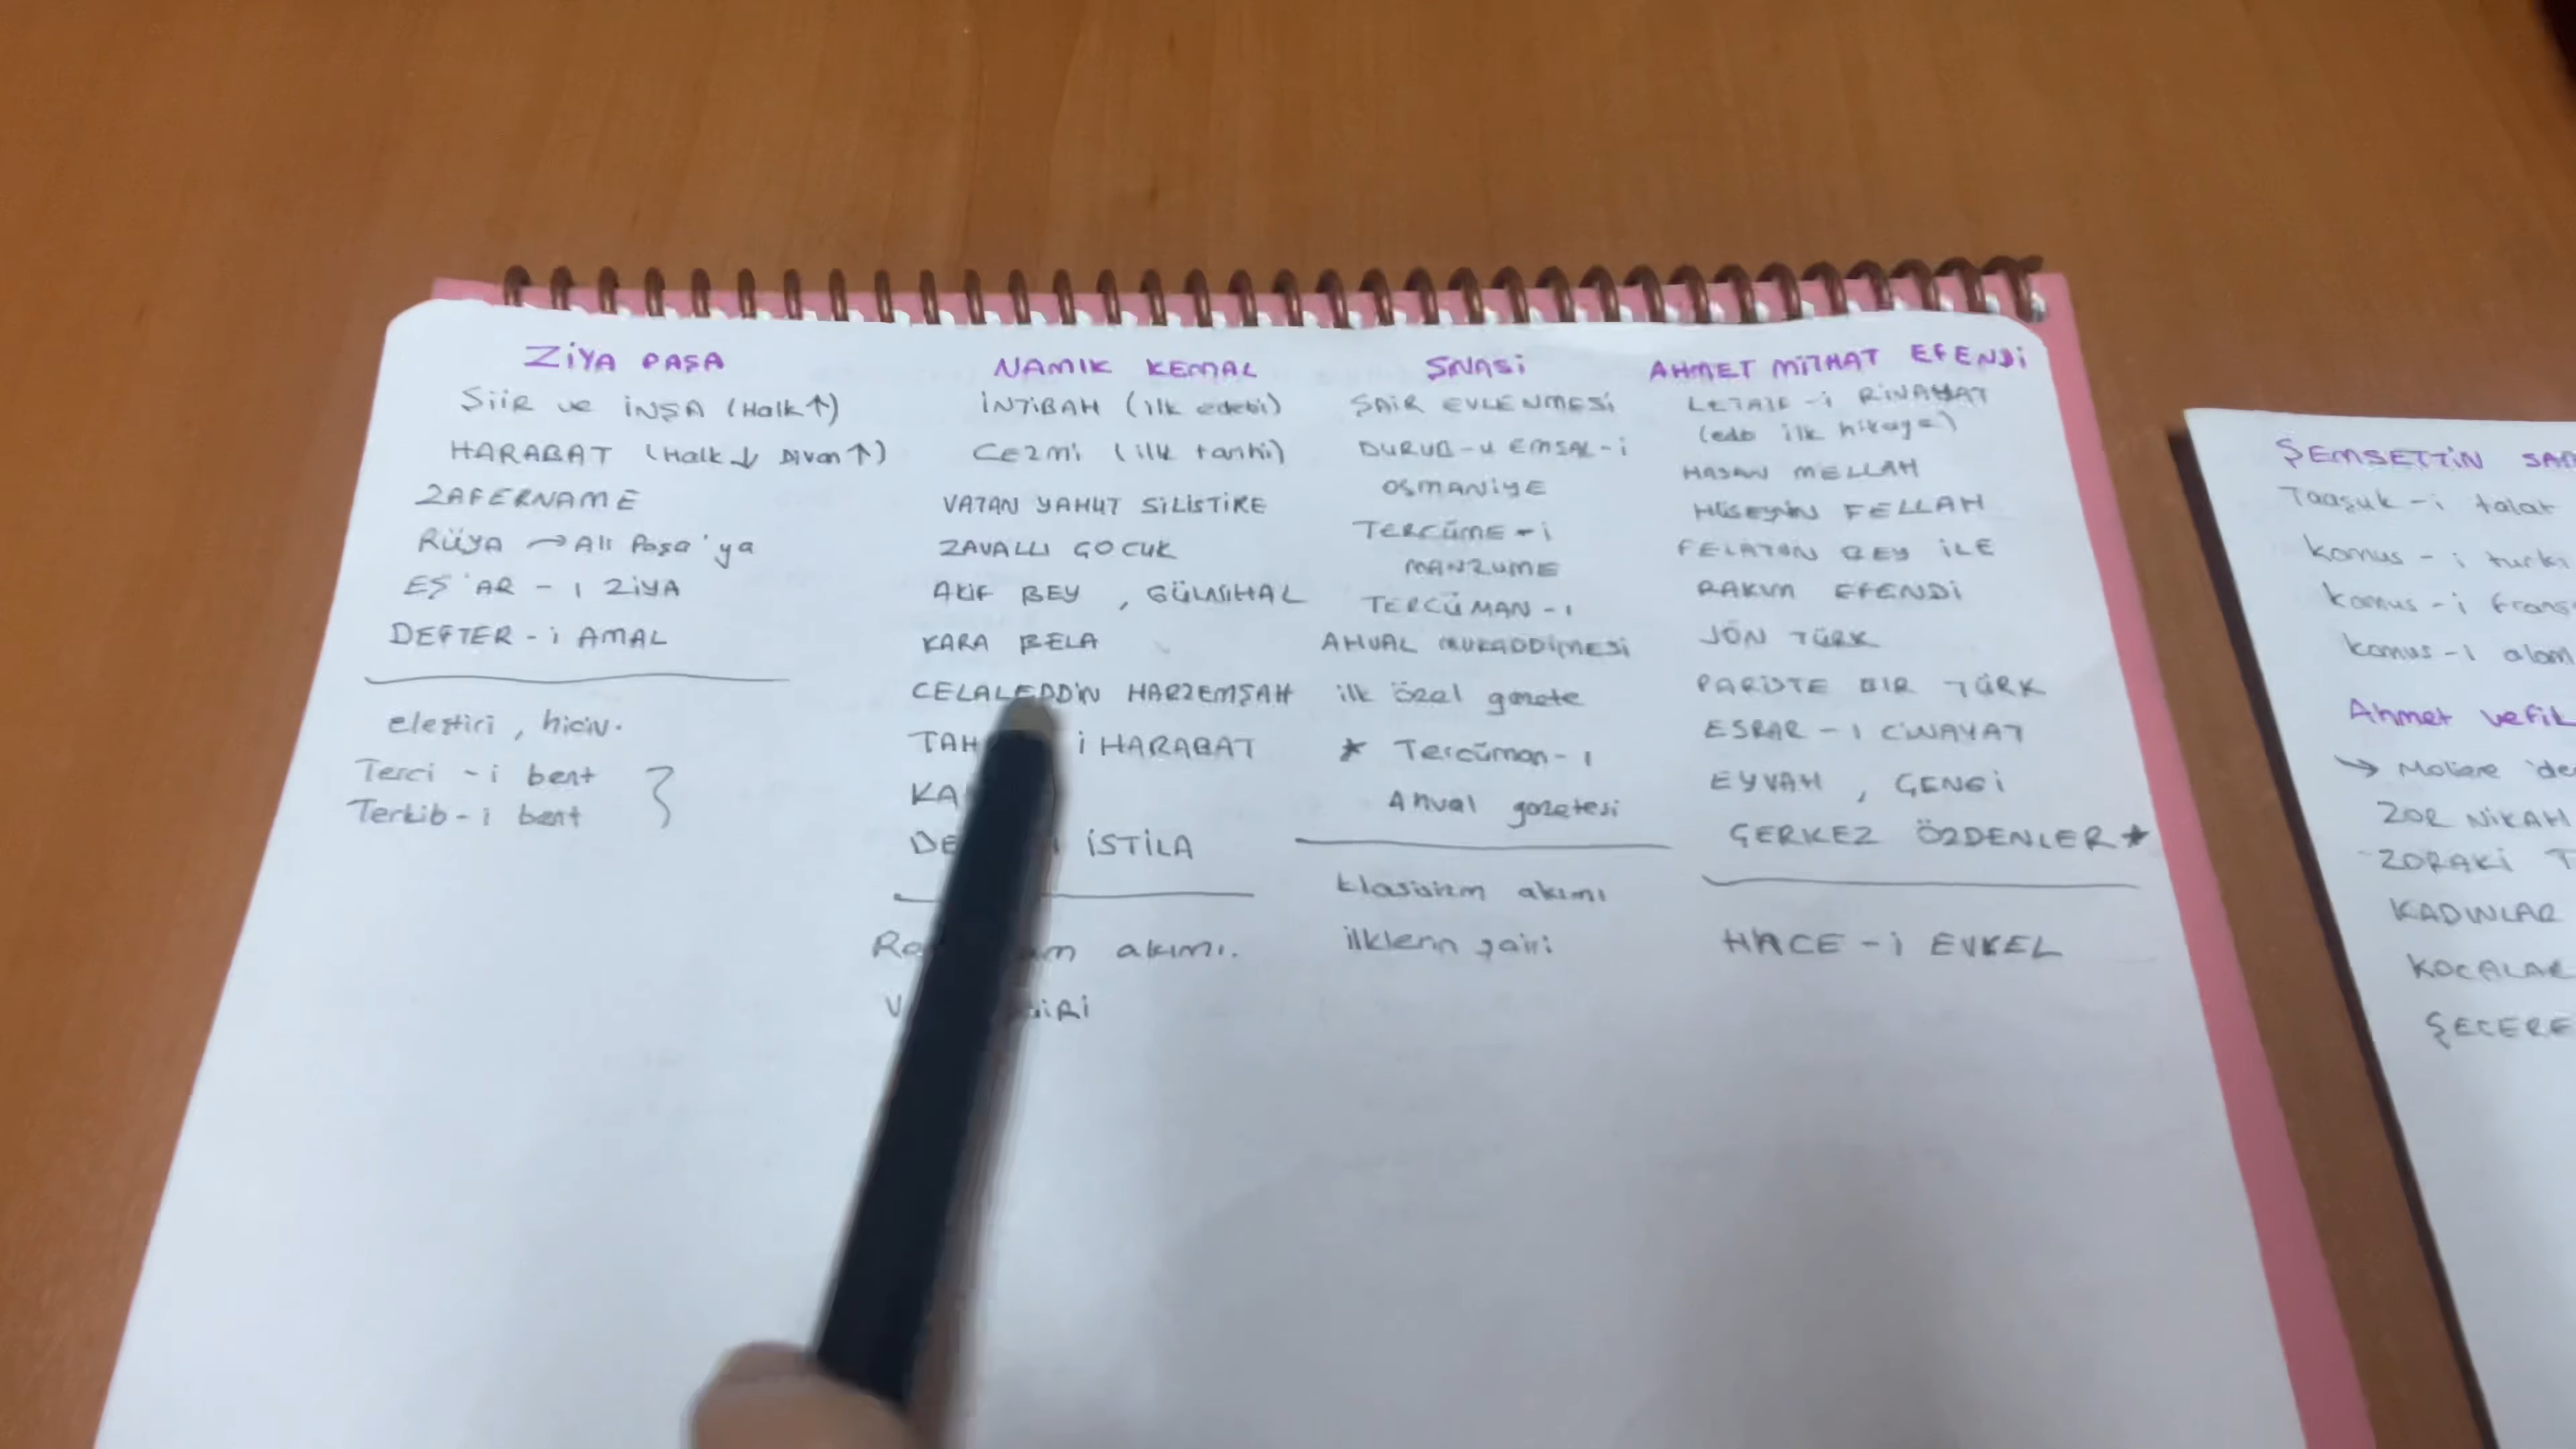 ZİYA PAŞA
ŞİİR ve İNŞA (Halk ↑)
HARABAT (Halk ↓ Divan ↑)
ZAFERNAME
RÜYA → Ali Paşa'ya
EŞ'AR - I ZİYA
DEFTER - İ AMAL
eleştiri, hiciv.
Terci - i bent
Terkib - i bent
NAMIK KEMAL
İNTİBAH (ilk edebi)
CEZMİ (ilk tarihi)
VATAN YAHUT SİLİSTİRE
ZAVALLI ÇOCUK
AKİF BEY, GÜLNİHAL
KARA BELA
CELALEDDİN HARZEMŞAH
İ HARABAT
İSTİLA
akımı.
ŞİNASİ
ŞAİR EVLENMESİ
DURUB - U EMSAL - İ
OSMANİYE
TERCÜME - İ
MANZUME
TERCÜMAN - I
AHVAL MUKADDİMESİ
ilk özel gazete
★ Tercüman - ı
Ahval gazetesi
klasisizm akımı
ilklerin şairi
AHMET MİTHAT EFENDİ
LETAİF - İ RİVAYAT
(edb ilk hikaye)
HASAN MELLAH
HÜSEYİN FELLAH
FELATUN BEY İLE
RAKIM EFENDİ
JÖN TÜRK
PARİSTE BİR TÜRK
ESRAR - I CİNAYAT
EYVAH, ÇENGİ
ÇERKEZ ÖZDENLER ★
HACE - İ EVVEL
ŞEMSETTİN
Taaşuk - i talat
kamus - i turki
kamus - i
kamus - i
Ahmet vefik
→ Moliere 'de
ZOR NİKAH
ZORAKİ
KADINLAR
KOCALAR
ŞECERE